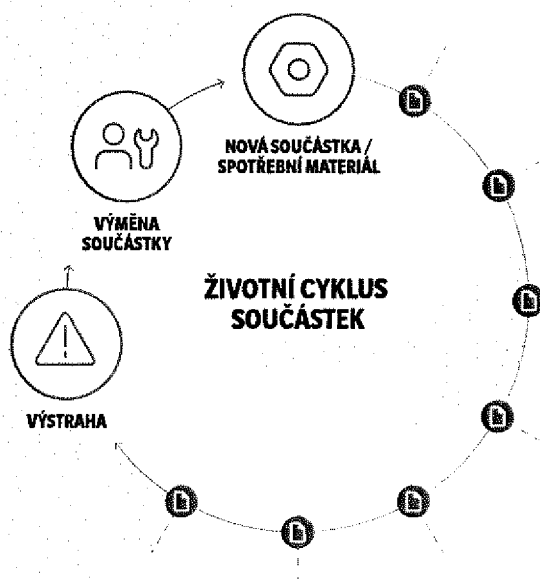 NOVÁ SOUČÁSTKA /
SPOTŘEBNÍ MATERIÁL
VÝMĚNA
SOUČÁSTKY
ŽIVOTNÍ CYKLUS
SOUČÁSTEK
VÝSTRAHA